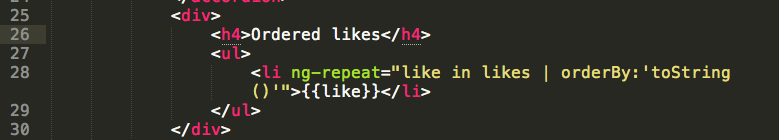 25 <div>
26 <h4>Ordered likes</h4>
27 <ul>
28 <li ng-repeat="like in likes | orderBy:'toString
()'">{{like}}</li>
29 </ul>
30 </div>